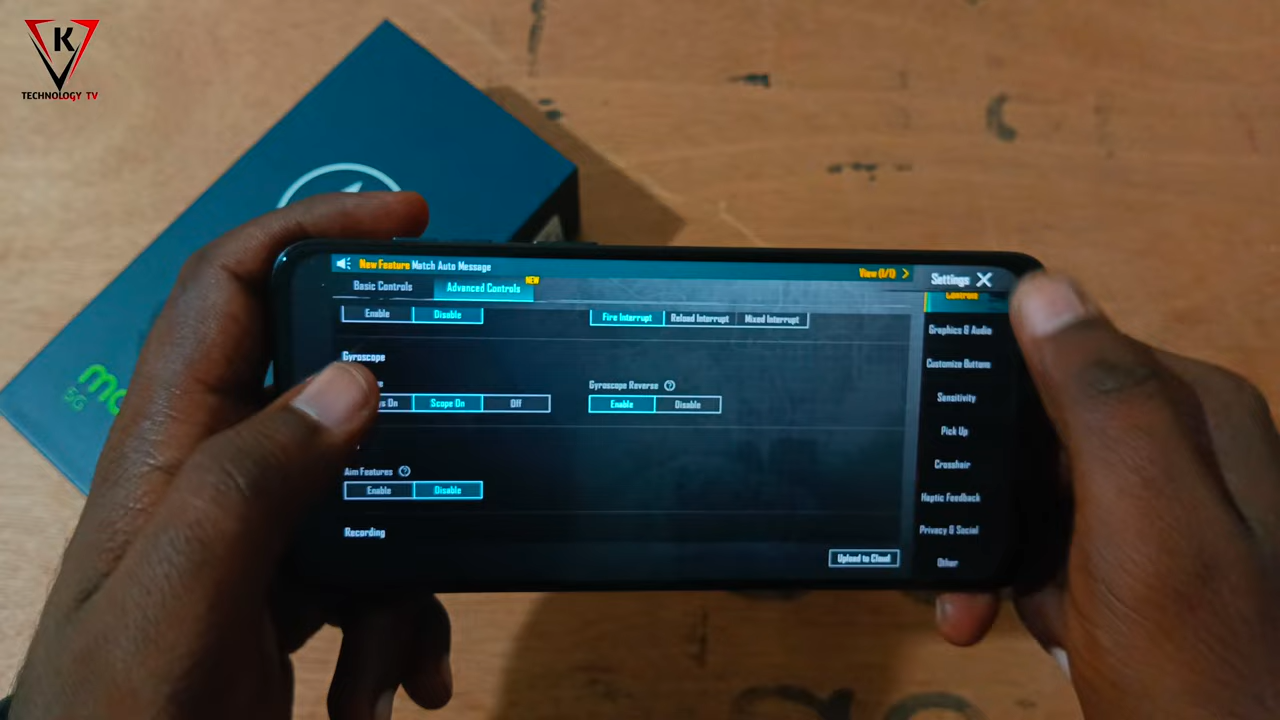 K
TECHNOLOGY TV
5G
New Feature Match Auto Message
View (1/1)
Settings
Basic Controls
Advanced Controls
NEW
Controls
Enable
Disable
Fire Interrupt
Reload Interrupt
Mixed Interrupt
Graphics & Audio
Gyroscope
Customize Buttons
Gyroscope Reverse
On
Scope On
Off
Enable
Disable
Sensitivity
Pick Up
Aim Features
Crosshair
Enable
Disable
Haptic Feedback
Recording
Privacy & Social
Upload to Cloud
Other